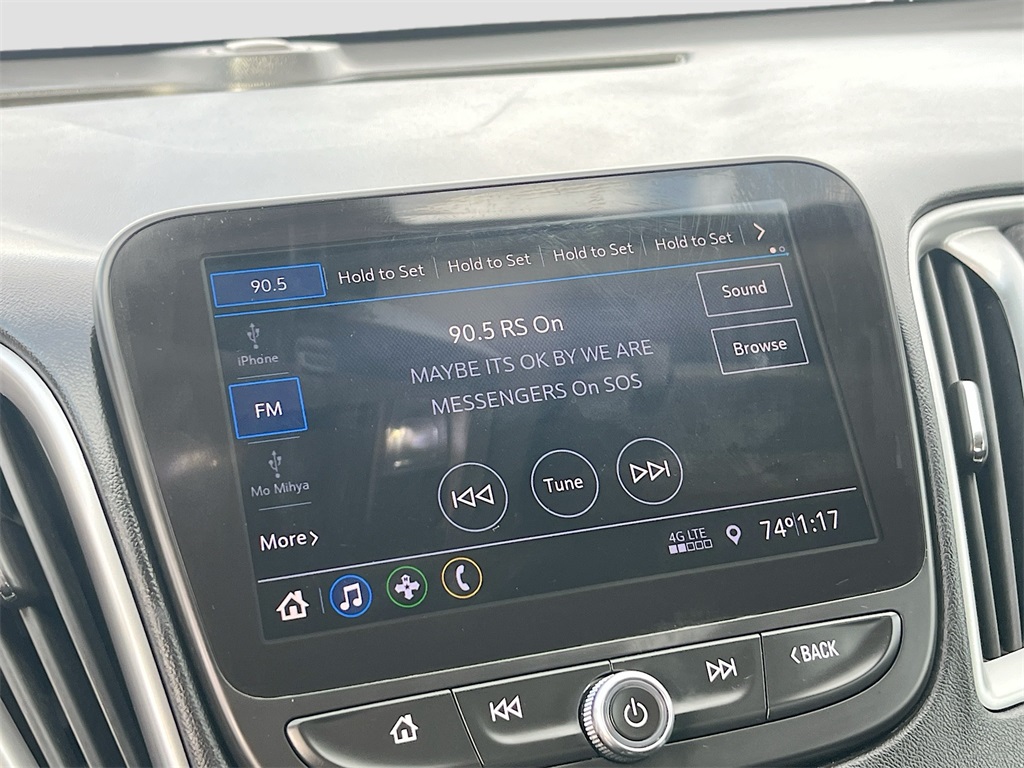 90.5 Hold to Set Hold to Set Hold to Set Hold to Set >
Sound
90.5 RS On
iPhone
MAYBE ITS OK BY WE ARE
Browse
FM
MESSENGERS On SOS
Tune
Mo Mihya
More >
4G LTE
74° 1:17
< BACK